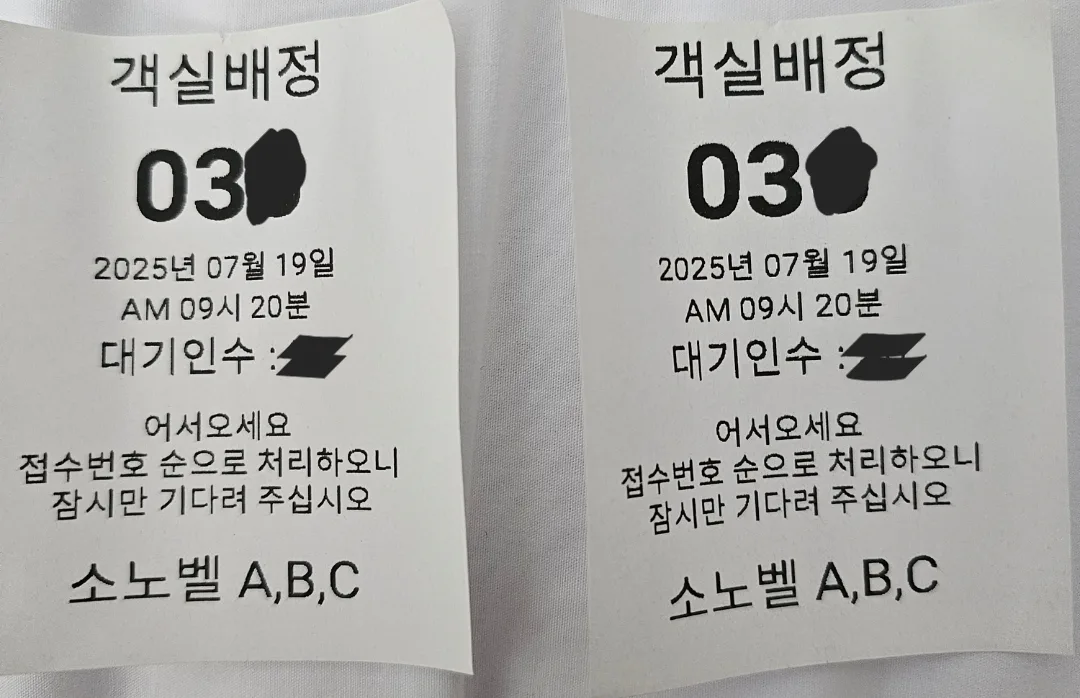 객실배정
03
2025년 07월 19일
AM 09시 20분
대기인수 :
어서오세요
접수번호 순으로 처리하오니
잠시만 기다려 주십시오
소노벨 A,B,C
객실배정
03
2025년 07월 19일
AM 09시 20분
대기인수 :
어서오세요
접수번호 순으로 처리하오니
잠시만 기다려 주십시오
소노벨 A,B,C